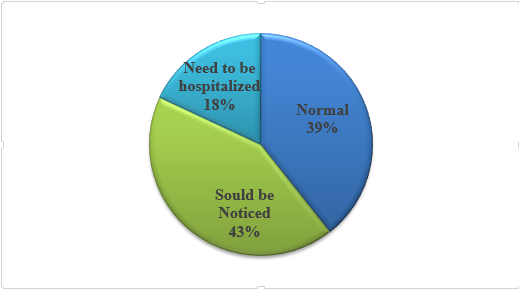 Need to be
hospitalized
18%
Normal
39%
Sould be
Noticed
43%